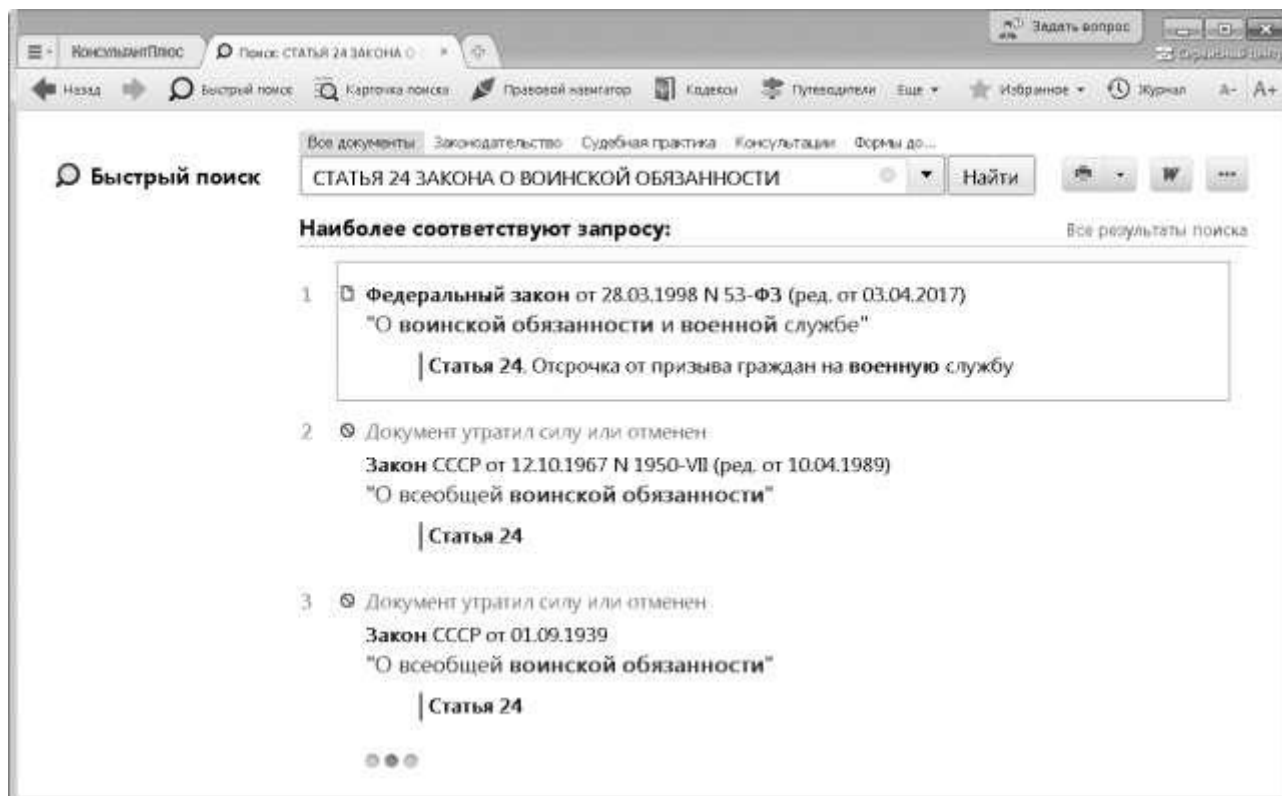 Задать вопрос
КонсультантПлюс
Поиск: СТАТЬЯ 24 ЗАКОНА О
Назад Быстрый поиск Карточка поиска Правовой навигатор Кодексы Путеводители Еще Избранное Журнал А- А+
Все документы Законодательство Судебная практика Консультации Формы до...
Быстрый поиск
СТАТЬЯ 24 ЗАКОНА О ВОИНСКОЙ ОБЯЗАННОСТИ Найти
Наиболее соответствуют запросу: Все результаты поиска
1 Федеральный закон от 28.03.1998 N 53-ФЗ (ред. от 03.04.2017)
"О воинской обязанности и военной службе"
Статья 24. Отсрочка от призыва граждан на военную службу
2 Документ утратил силу или отменен
Закон СССР от 12.10.1967 N 1950-VII (ред. от 10.04.1989)
"О всеобщей воинской обязанности"
Статья 24
3 Документ утратил силу или отменен
Закон СССР от 01.09.1939
"О всеобщей воинской обязанности"
Статья 24